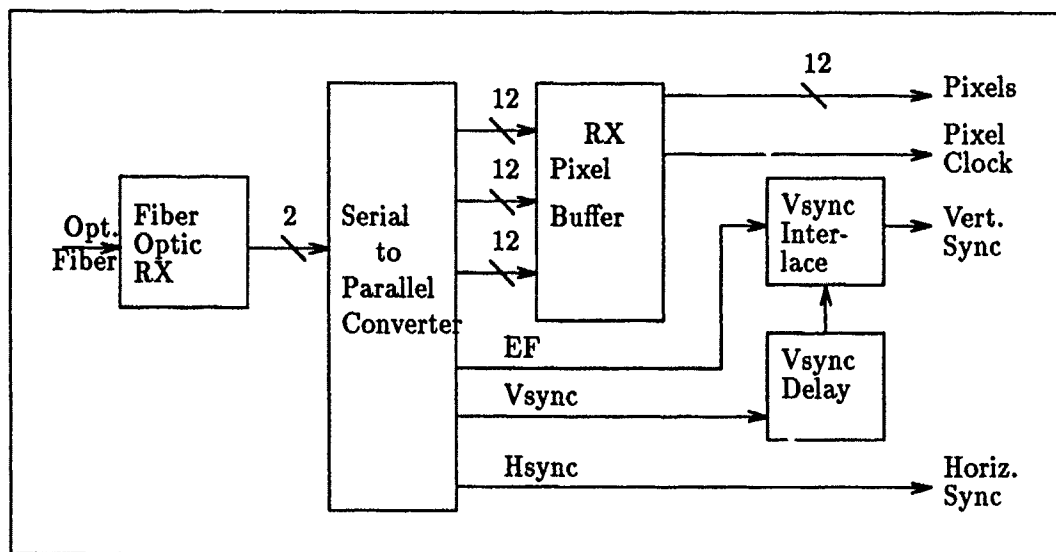 Opt.
Fiber
Fiber
Optic
RX
2
Serial
to
Parallel
Converter
12
12
12
RX
Pixel
Buffer
EF
Vsync
Hsync
12
Pixels
Pixel
Clock
Vsync
Inter-
lace
Vert.
Sync
Vsync
Delay
Horiz.
Sync